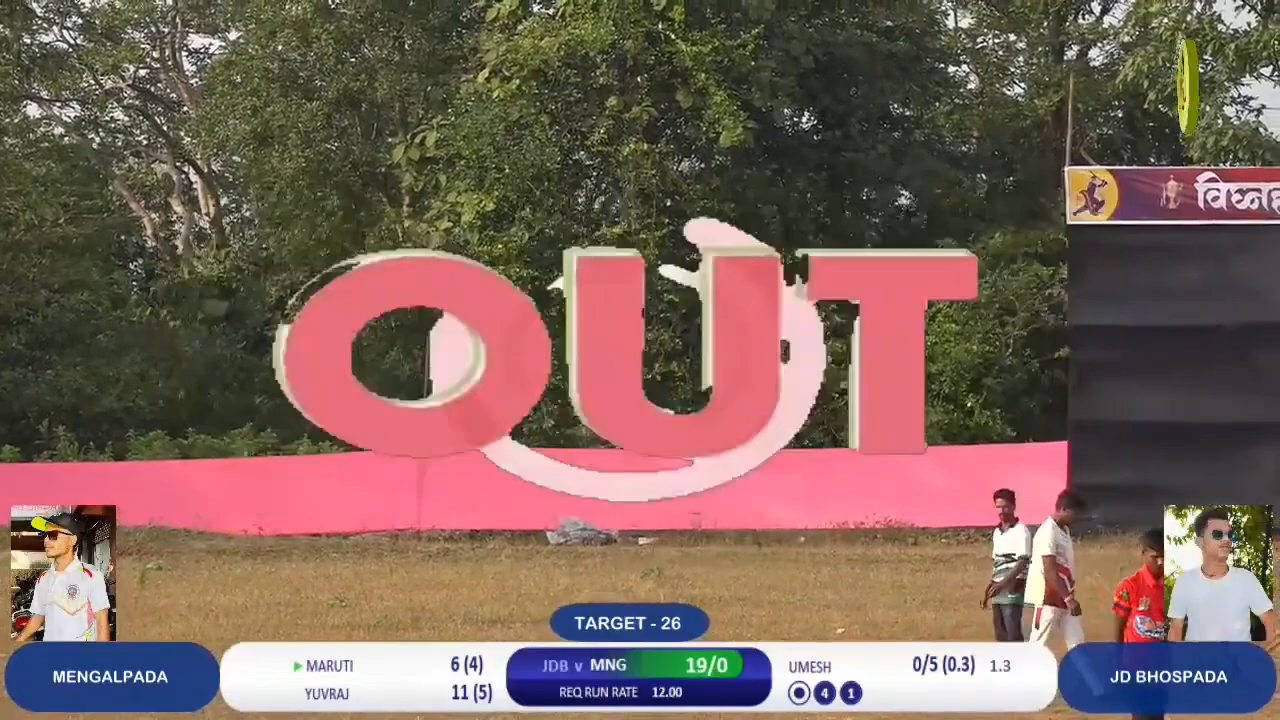 विघ्नह
OUT
TARGET - 26
MENGALPADA
MARUTI 6 (4)
YUVRAJ 11 (5)
JDB v MNG 19/0
REQ RUN RATE 12.00
UMESH 0/5 (0.3) 1.3
4 1
JD BHOSPADA